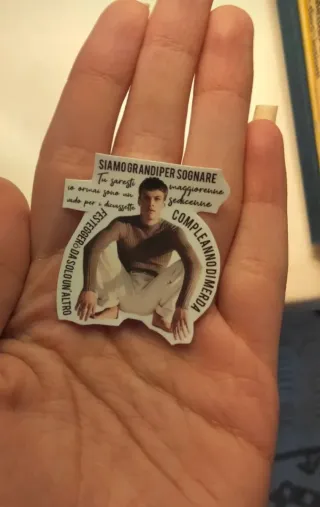 SIAMO GRANDI PER SOGNARE
Tu saresti maggiorenne
io ormai sono un sedicenne
vado per i diciassette
FESTEGGERÒ DA SOLO UN'ALTRO
COMPLEANNO DI MERDA